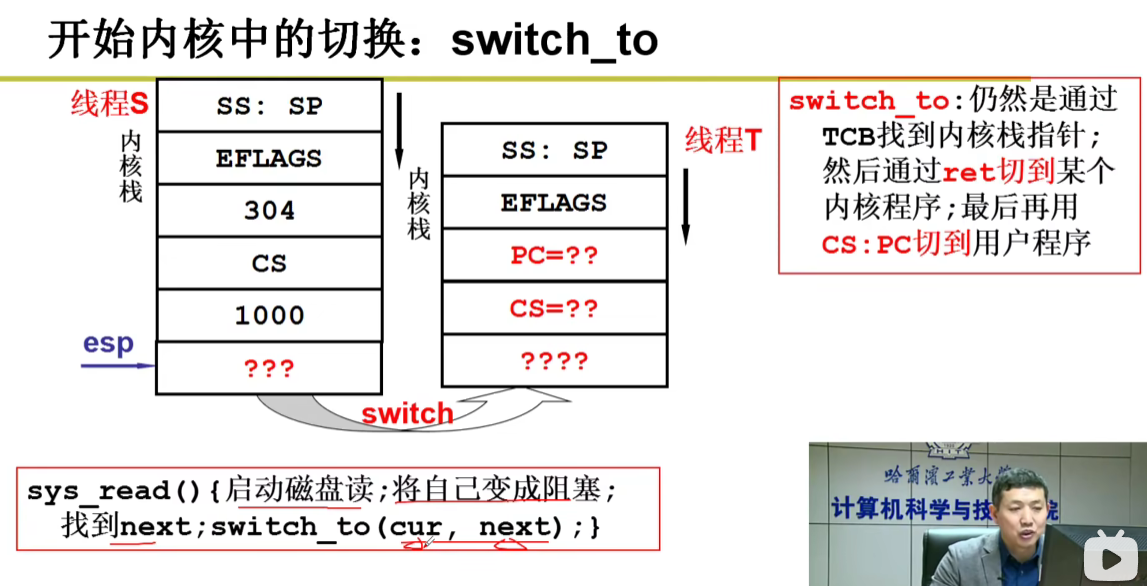 开始内核中的切换：switch_to
线程S
内核栈
SS: SP
EFLAGS
304
CS
1000
esp
???
内核栈
SS: SP
EFLAGS
PC=??
CS=??
????
线程T
switch
switch_to:仍然是通过
TCB找到内核栈指针;
然后通过ret切到某个
内核程序;最后再用
CS:PC切到用户程序
sys_read(){启动磁盘读;将自己变成阻塞;
找到next;switch_to(cur, next);}
哈尔滨工业大学
计算机科学与技 院